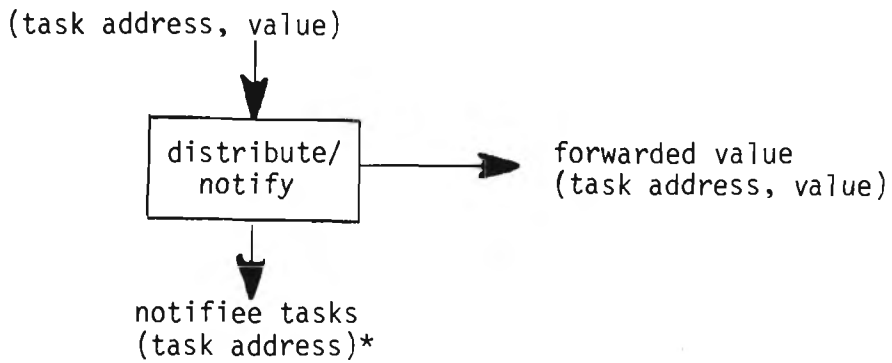 (task address, value)
distribute/
notify
forwarded value
(task address, value)
notifiee tasks
(task address)*